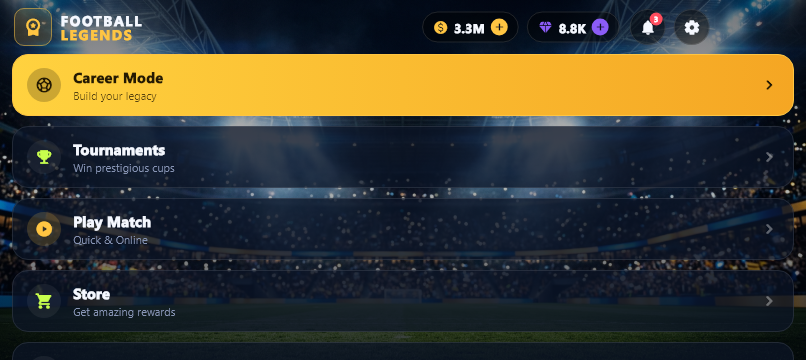 FOOTBALL
LEGENDS
3.3M
8.8K
3
Career Mode
Build your legacy
Tournaments
Win prestigious cups
Play Match
Quick & Online
Store
Get amazing rewards